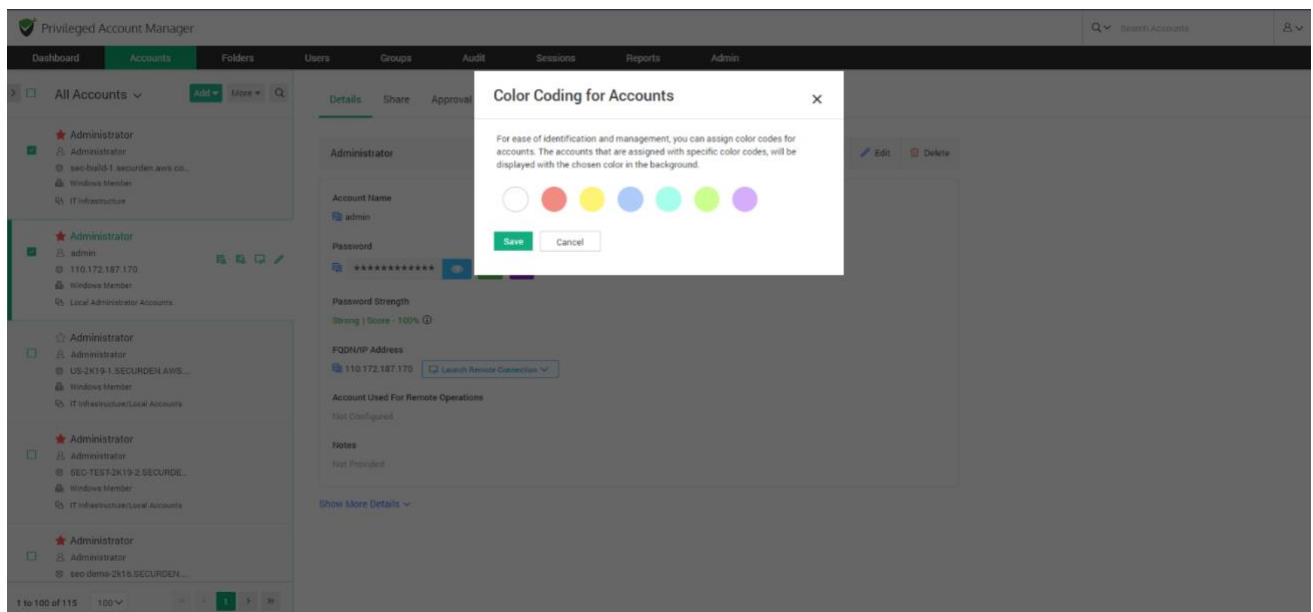 Privileged Account Manager
Search Accounts
Dashboard Accounts Folders Users Groups Audit Sessions Reports Admin
All Accounts
Add More
Administrator
Administrator
sec-build-1.securden.aws.co...
Windows Member
IT Infrastructure
Administrator
admin
110.172.187.170
Windows Member
Local Administrator Accounts
Administrator
Administrator
US-2K19-1.SECURDEN.AWS...
Windows Member
IT Infrastructure/Local Accounts
Administrator
Administrator
SEC-TEST-2K19-2.SECURDE...
Windows Member
IT Infrastructure/Local Accounts
Administrator
Administrator
sec-demo-2k16.SECURDEN....
1 to 100 of 115 100 1
Details Share Approval
Administrator
Edit Delete
Account Name
admin
Password
************
Password Strength
Strong | Score - 100%
FQDN/IP Address
110.172.187.170 Launch Remote Connection
Account Used For Remote Operations
Not Configured
Notes
Not Provided
Show More Details
Color Coding for Accounts
For ease of identification and management, you can assign color codes for
accounts. The accounts that are assigned with specific color codes, will be
displayed with the chosen color in the background.
Save Cancel